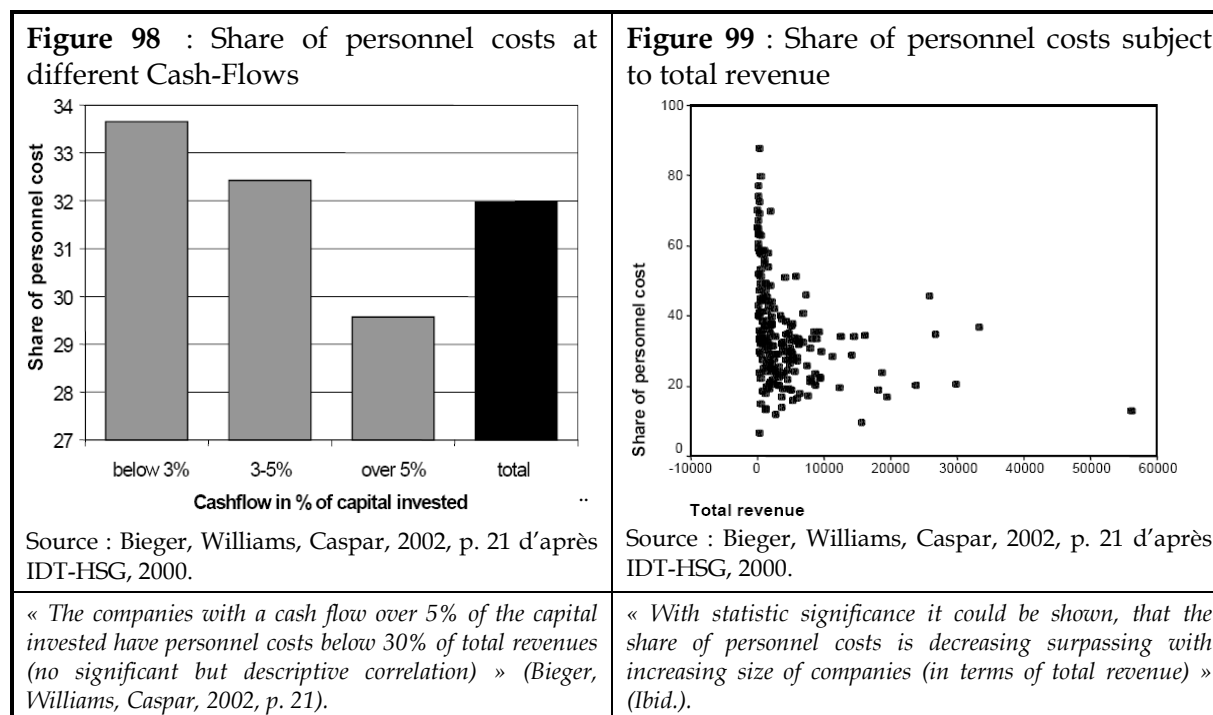 Figure 98 : Share of personnel costs at
different Cash-Flows
34
33
32
31
30
29
28
27
Share of personnel cost
below 3%
3-5%
over 5%
total
Cashflow in % of capital invested
..
Source : Bieger, Williams, Caspar, 2002, p. 21 d'après
IDT-HSG, 2000.
« The companies with a cash flow over 5% of the capital
invested have personnel costs below 30% of total revenues
(no significant but descriptive correlation) » (Bieger,
Williams, Caspar, 2002, p. 21).
Figure 99 : Share of personnel costs subject
to total revenue
100
80
60
40
20
0
Share of personnel cost
-10000
0
10000
20000
30000
40000
50000
60000
Total revenue
Source : Bieger, Williams, Caspar, 2002, p. 21 d'après
IDT-HSG, 2000.
« With statistic significance it could be shown, that the
share of personnel costs is decreasing surpassing with
increasing size of companies (in terms of total revenue) »
(Ibid.).